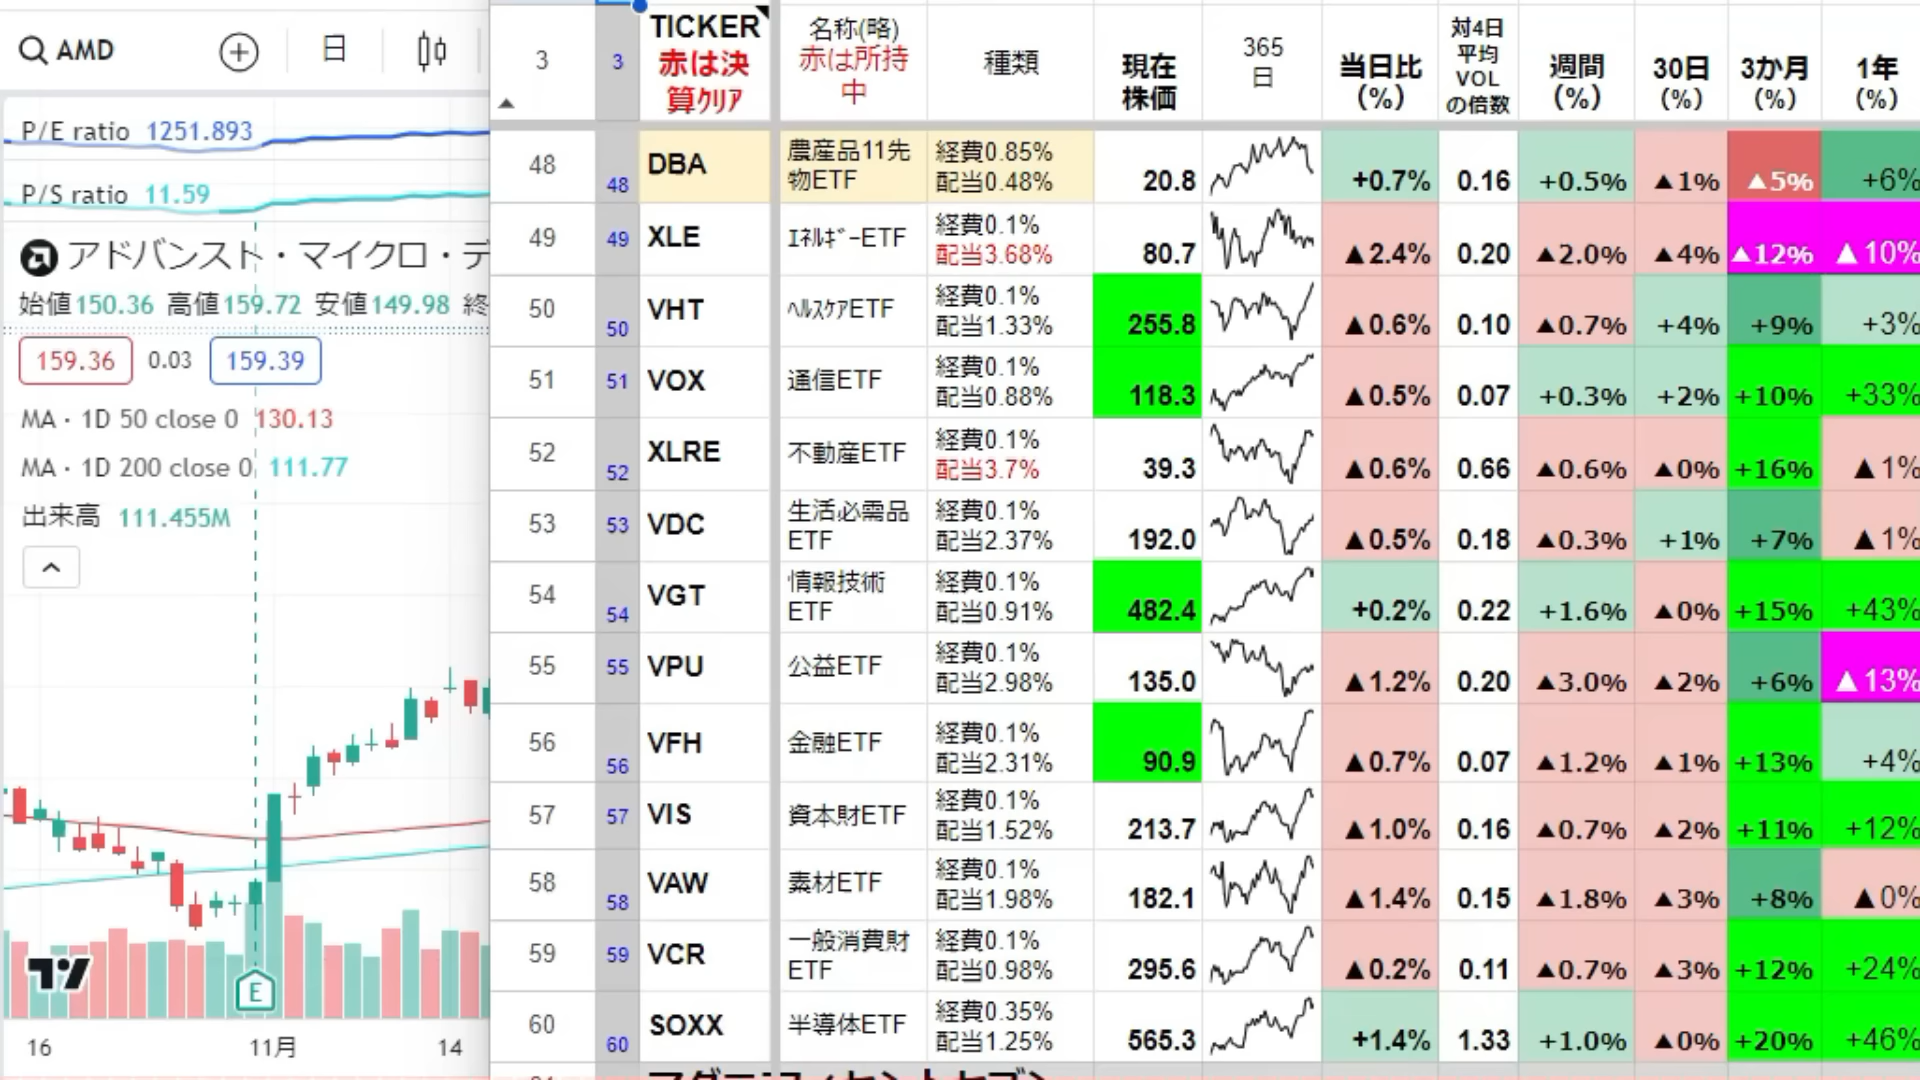 AMD
日
P/E ratio 1251.893
P/S ratio 11.59
アドバンスト・マイクロ・デ
始値150.36 高値159.72 安値149.98 終
159.36 0.03 159.39
MA · 1D 50 close 0 130.13
MA · 1D 200 close 0 111.77
出来高 111.455M
E
16 11月 14
3 3 TICKER 赤は決算ｸﾘｱ 名称(略) 赤は所持中 種類 現在株価 365日 当日比(%) 対4日平均VOLの倍数 週間(%) 30日(%) 3か月(%) 1年(%)
48 48 DBA 農産品11先物ETF 経費0.85% 配当0.48% 20.8 +0.7% 0.16 +0.5% ▲1% ▲5% +6%
49 49 XLE ｴﾈﾙｷﾞｰETF 経費0.1% 配当3.68% 80.7 ▲2.4% 0.20 ▲2.0% ▲4% ▲12% ▲10%
50 50 VHT ﾍﾙｽｹｱETF 経費0.1% 配当1.33% 255.8 ▲0.6% 0.10 ▲0.7% +4% +9% +3%
51 51 VOX 通信ETF 経費0.1% 配当0.88% 118.3 ▲0.5% 0.07 +0.3% +2% +10% +33%
52 52 XLRE 不動産ETF 経費0.1% 配当3.7% 39.3 ▲0.6% 0.66 ▲0.6% ▲0% +16% ▲1%
53 53 VDC 生活必需品ETF 経費0.1% 配当2.37% 192.0 ▲0.5% 0.18 ▲0.3% +1% +7% ▲1%
54 54 VGT 情報技術ETF 経費0.1% 配当0.91% 482.4 +0.2% 0.22 +1.6% ▲0% +15% +43%
55 55 VPU 公益ETF 経費0.1% 配当2.98% 135.0 ▲1.2% 0.20 ▲3.0% ▲2% +6% ▲13%
56 56 VFH 金融ETF 経費0.1% 配当2.31% 90.9 ▲0.7% 0.07 ▲1.2% ▲1% +13% +4%
57 57 VIS 資本財ETF 経費0.1% 配当1.52% 213.7 ▲1.0% 0.16 ▲0.7% ▲2% +11% +12%
58 58 VAW 素材ETF 経費0.1% 配当1.98% 182.1 ▲1.4% 0.15 ▲1.8% ▲3% +8% ▲0%
59 59 VCR 一般消費財ETF 経費0.1% 配当0.98% 295.6 ▲0.2% 0.11 ▲0.7% ▲3% +12% +24%
60 60 SOXX 半導体ETF 経費0.35% 配当1.25% 565.3 +1.4% 1.33 +1.0% ▲0% +20% +46%